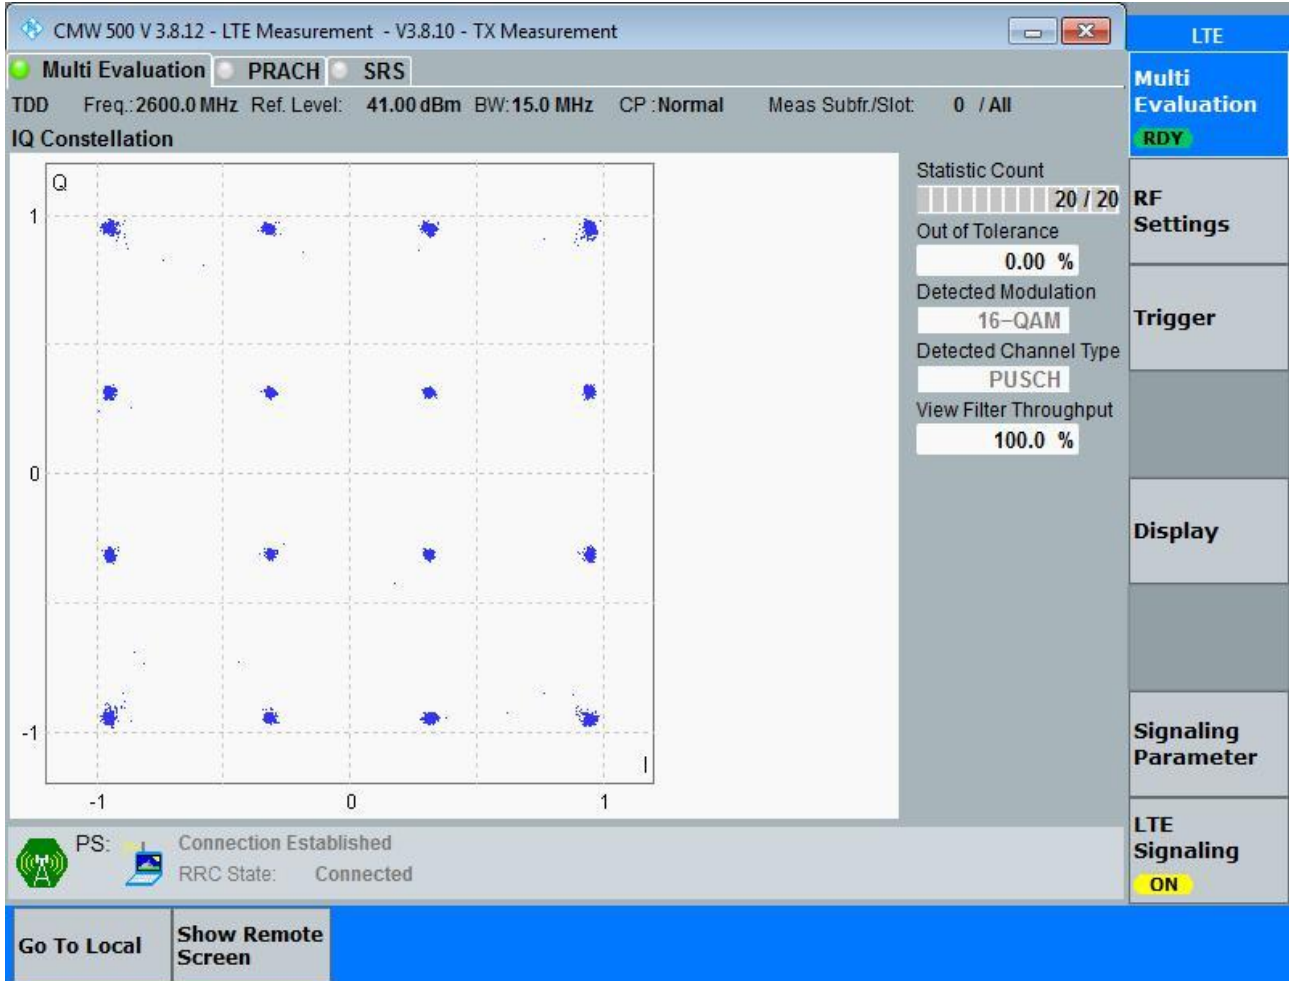 CMW 500 V 3.8.12 - LTE Measurement - V3.8.10 - TX Measurement
LTE
Multi Evaluation PRACH SRS
Multi
Evaluation
RDY
TDD Freq.: 2600.0 MHz Ref. Level: 41.00 dBm BW: 15.0 MHz CP : Normal Meas Subfr./Slot: 0 / All
IQ Constellation
Q
1
0
-1
I
-1 0 1
Statistic Count
20 / 20
Out of Tolerance
0.00 %
Detected Modulation
16-QAM
Detected Channel Type
PUSCH
View Filter Throughput
100.0 %
RF
Settings
Trigger
Display
Signaling
Parameter
LTE
Signaling
ON
PS: Connection Established
RRC State: Connected
Go To Local
Show Remote
Screen